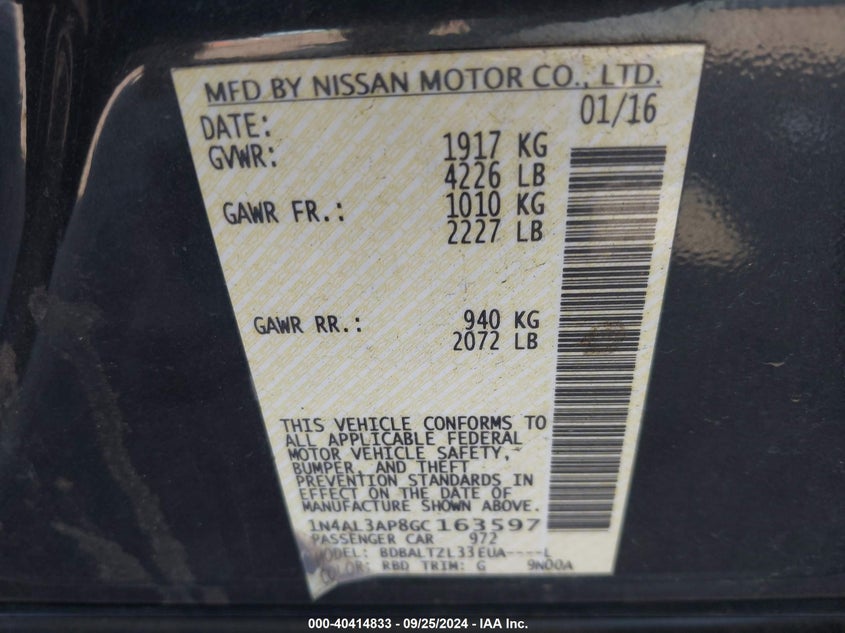 MFD BY NISSAN MOTOR CO., LTD.
DATE: 01/16
GVWR: 1917 KG
4226 LB
GAWR FR.: 1010 KG
2227 LB
GAWR RR.: 940 KG
2072 LB
THIS VEHICLE CONFORMS TO
ALL APPLICABLE FEDERAL
MOTOR VEHICLE SAFETY,
BUMPER, AND THEFT
PREVENTION STANDARDS IN
EFFECT ON THE DATE OF
MANUFACTURE SHOWN ABOVE.
1N4AL3AP8GC163597
PASSENGER CAR 972
MODEL: BDBALTZL33EUA----L
COLOR: RBD TRIM: G 9N00A
000-40414833 - 09/25/2024 - IAA Inc.